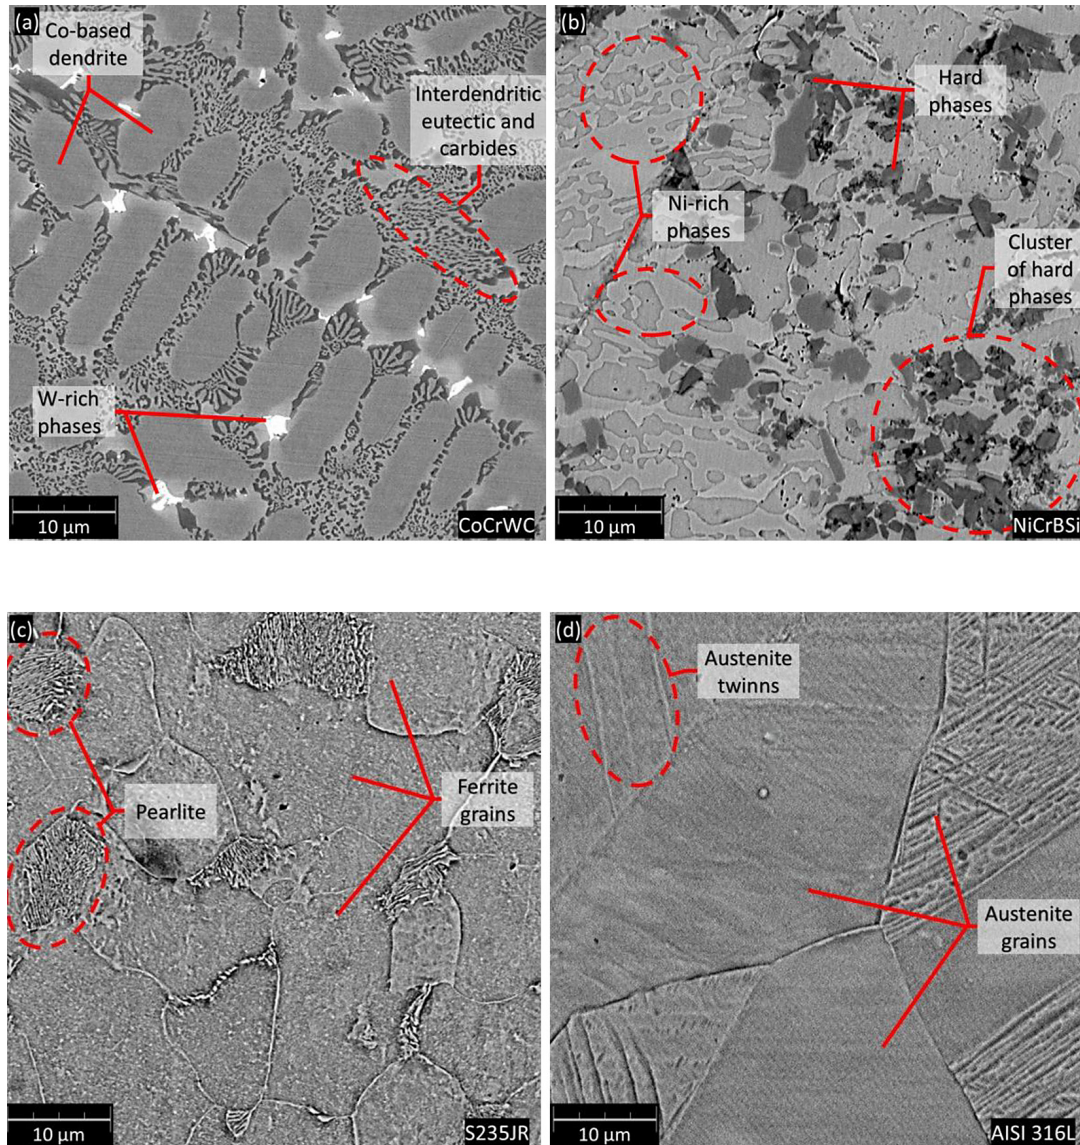 (a)
Co-based
dendrite
Interdendritic
eutectic and
carbides
W-rich
phases
10 µm
CoCrWC
(b)
Hard
phases
Ni-rich
phases
Cluster
of hard
phases
10 µm
NiCrBSi
(c)
Pearlite
Ferrite
grains
10 µm
S235JR
(d)
Austenite
twinns
Austenite
grains
10 µm
AISI 316L